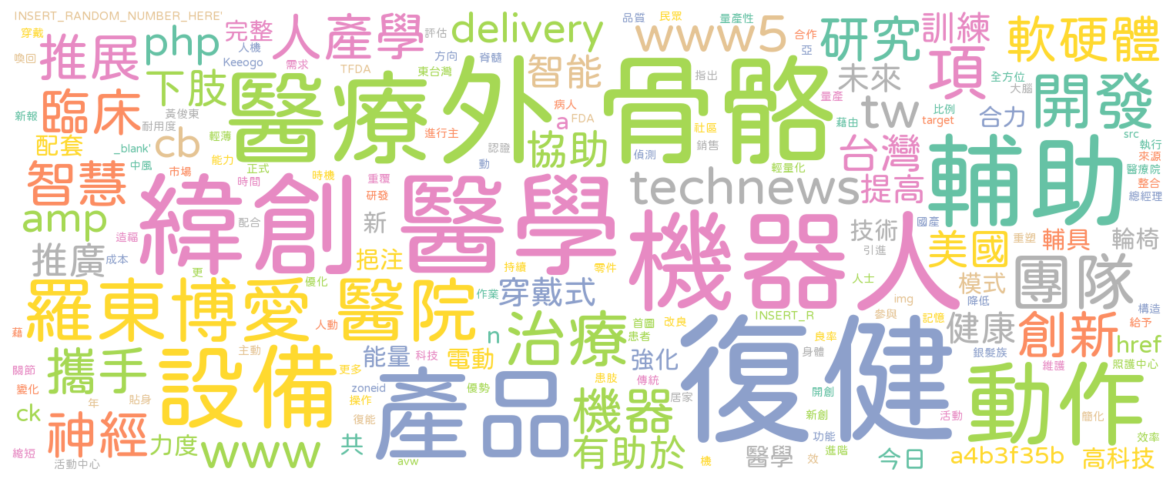 INSERT_RANDOM_NUMBER_HERE'
穿戴
喚回
推展
php
完整
人機
Keeogo
人產學
需求
評估
TFDA
delivery
方向
脊髓
東台灣
品質
民眾
量產性
www5
合作
亞
研究
訓練
項
軟硬體
全方位
大腦
新報
臨床
下肢
黃俊東
耐用度
輕薄
醫療外骨骼
病人
a
FDA
進行主
智能
協助
指出
社區
銷售
偵測
未來
量產
藉由
tw
比例
target
合力
開發
src
執行
來源
醫療院
整合
總經理
配套
_blank'
中風
市場
cb
能力
正式
時間
重覆
時機
研發
認證
動
輕量化
台灣
提高
輔助
智慧
amp
造福
成本
緯創醫學
配合
更
優化
新
挹注
持續
零件
technews
機器人
技術
引進
國產
美國
重塑
輔具
輪椅
推廣
羅東博愛醫院
藉
人動
作業
穿戴式
n
首圖
患者
改良
INSERT_R
良率
身體
人士
img
參與
模式
降低
記憶
健康
團隊
構造
給予
創新
href
銀髮族
維護
照護中心
攜手
關節
變化
年
貼身
設備
主動
更多
能量
科技
電動
zoneid
操作
復能
優勢
產品
avw
治療
患肢
強化
傳統
居家
機器
有助於
復健
開創
新創
功能
進階
活動
動作
簡化
效率
ck
縮短
神經
活動中心
力度
www
共
機
醫學
效
今日
a4b3f35b
高科技